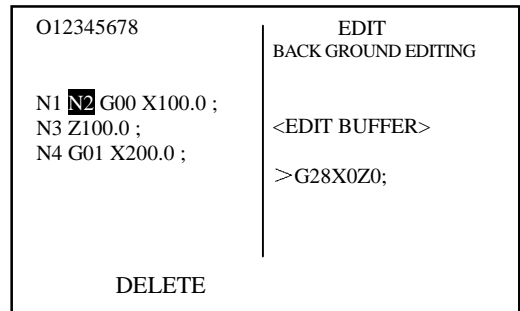 O12345678
N1 N2 G00 X100.0 ;
N3 Z100.0 ;
N4 G01 X200.0 ;
DELETE
EDIT
BACK GROUND EDITING
<EDIT BUFFER>
>G28X0Z0;